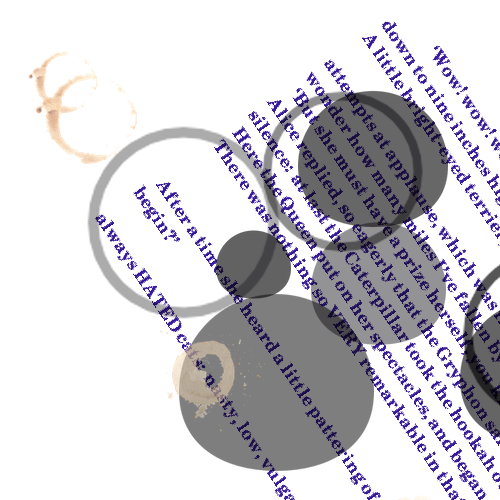 'Wow! wow! w
down to nine inches h
A little bright-eyed terrier,
attempts at applause, which was
wonder how many miles I've fallen by
'But she must have a prize herself, you
Alice replied so eagerly that the Gryphon s
silence: at last the Caterpillar took the hookah o
Here the Queen put on her spectacles, and began
There was nothing so VERY remarkable in tha
After a time she heard a little pattering of
begin?'
always HATED cats: nasty, low, vulga